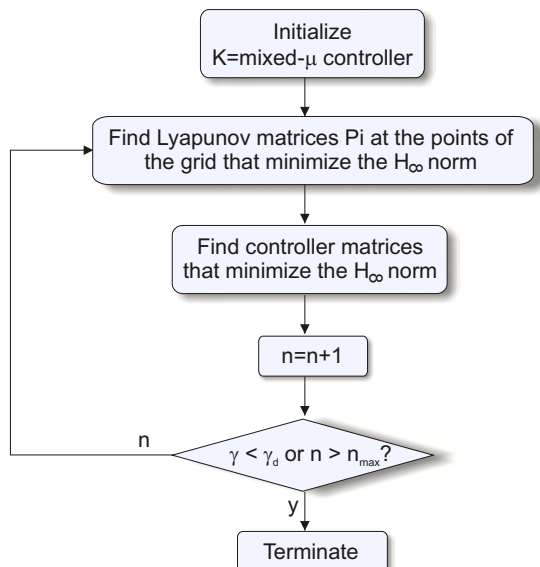 Initialize
K=mixed-μ controller
Find Lyapunov matrices Pi at the points of
the grid that minimize the H∞ norm
Find controller matrices
that minimize the H∞ norm
n=n+1
n
γ < γd or n > nmax?
y
Terminate